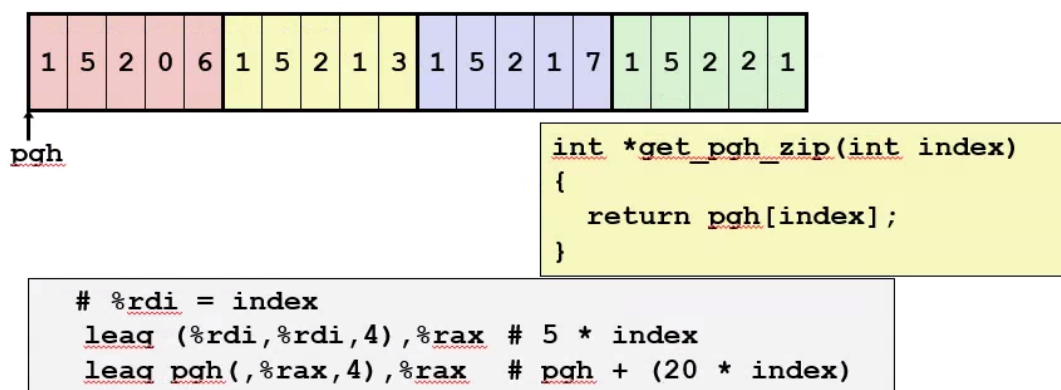 1 5 2 0 6 1 5 2 1 3 1 5 2 1 7 1 5 2 2 1
pgh
int *get_pgh_zip(int index)
{
return pgh[index];
}
# %rdi = index
leaq (%rdi,%rdi,4),%rax # 5 * index
leaq pgh(,%rax,4),%rax # pgh + (20 * index)